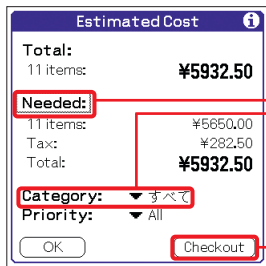 Estimated Cost
Total:
11 items: ¥5932.50
Needed:
11 items: ¥5650.00
Tax: ¥282.50
Total: ¥5932.50
Category: すべて
Priority: All
OK Checkout